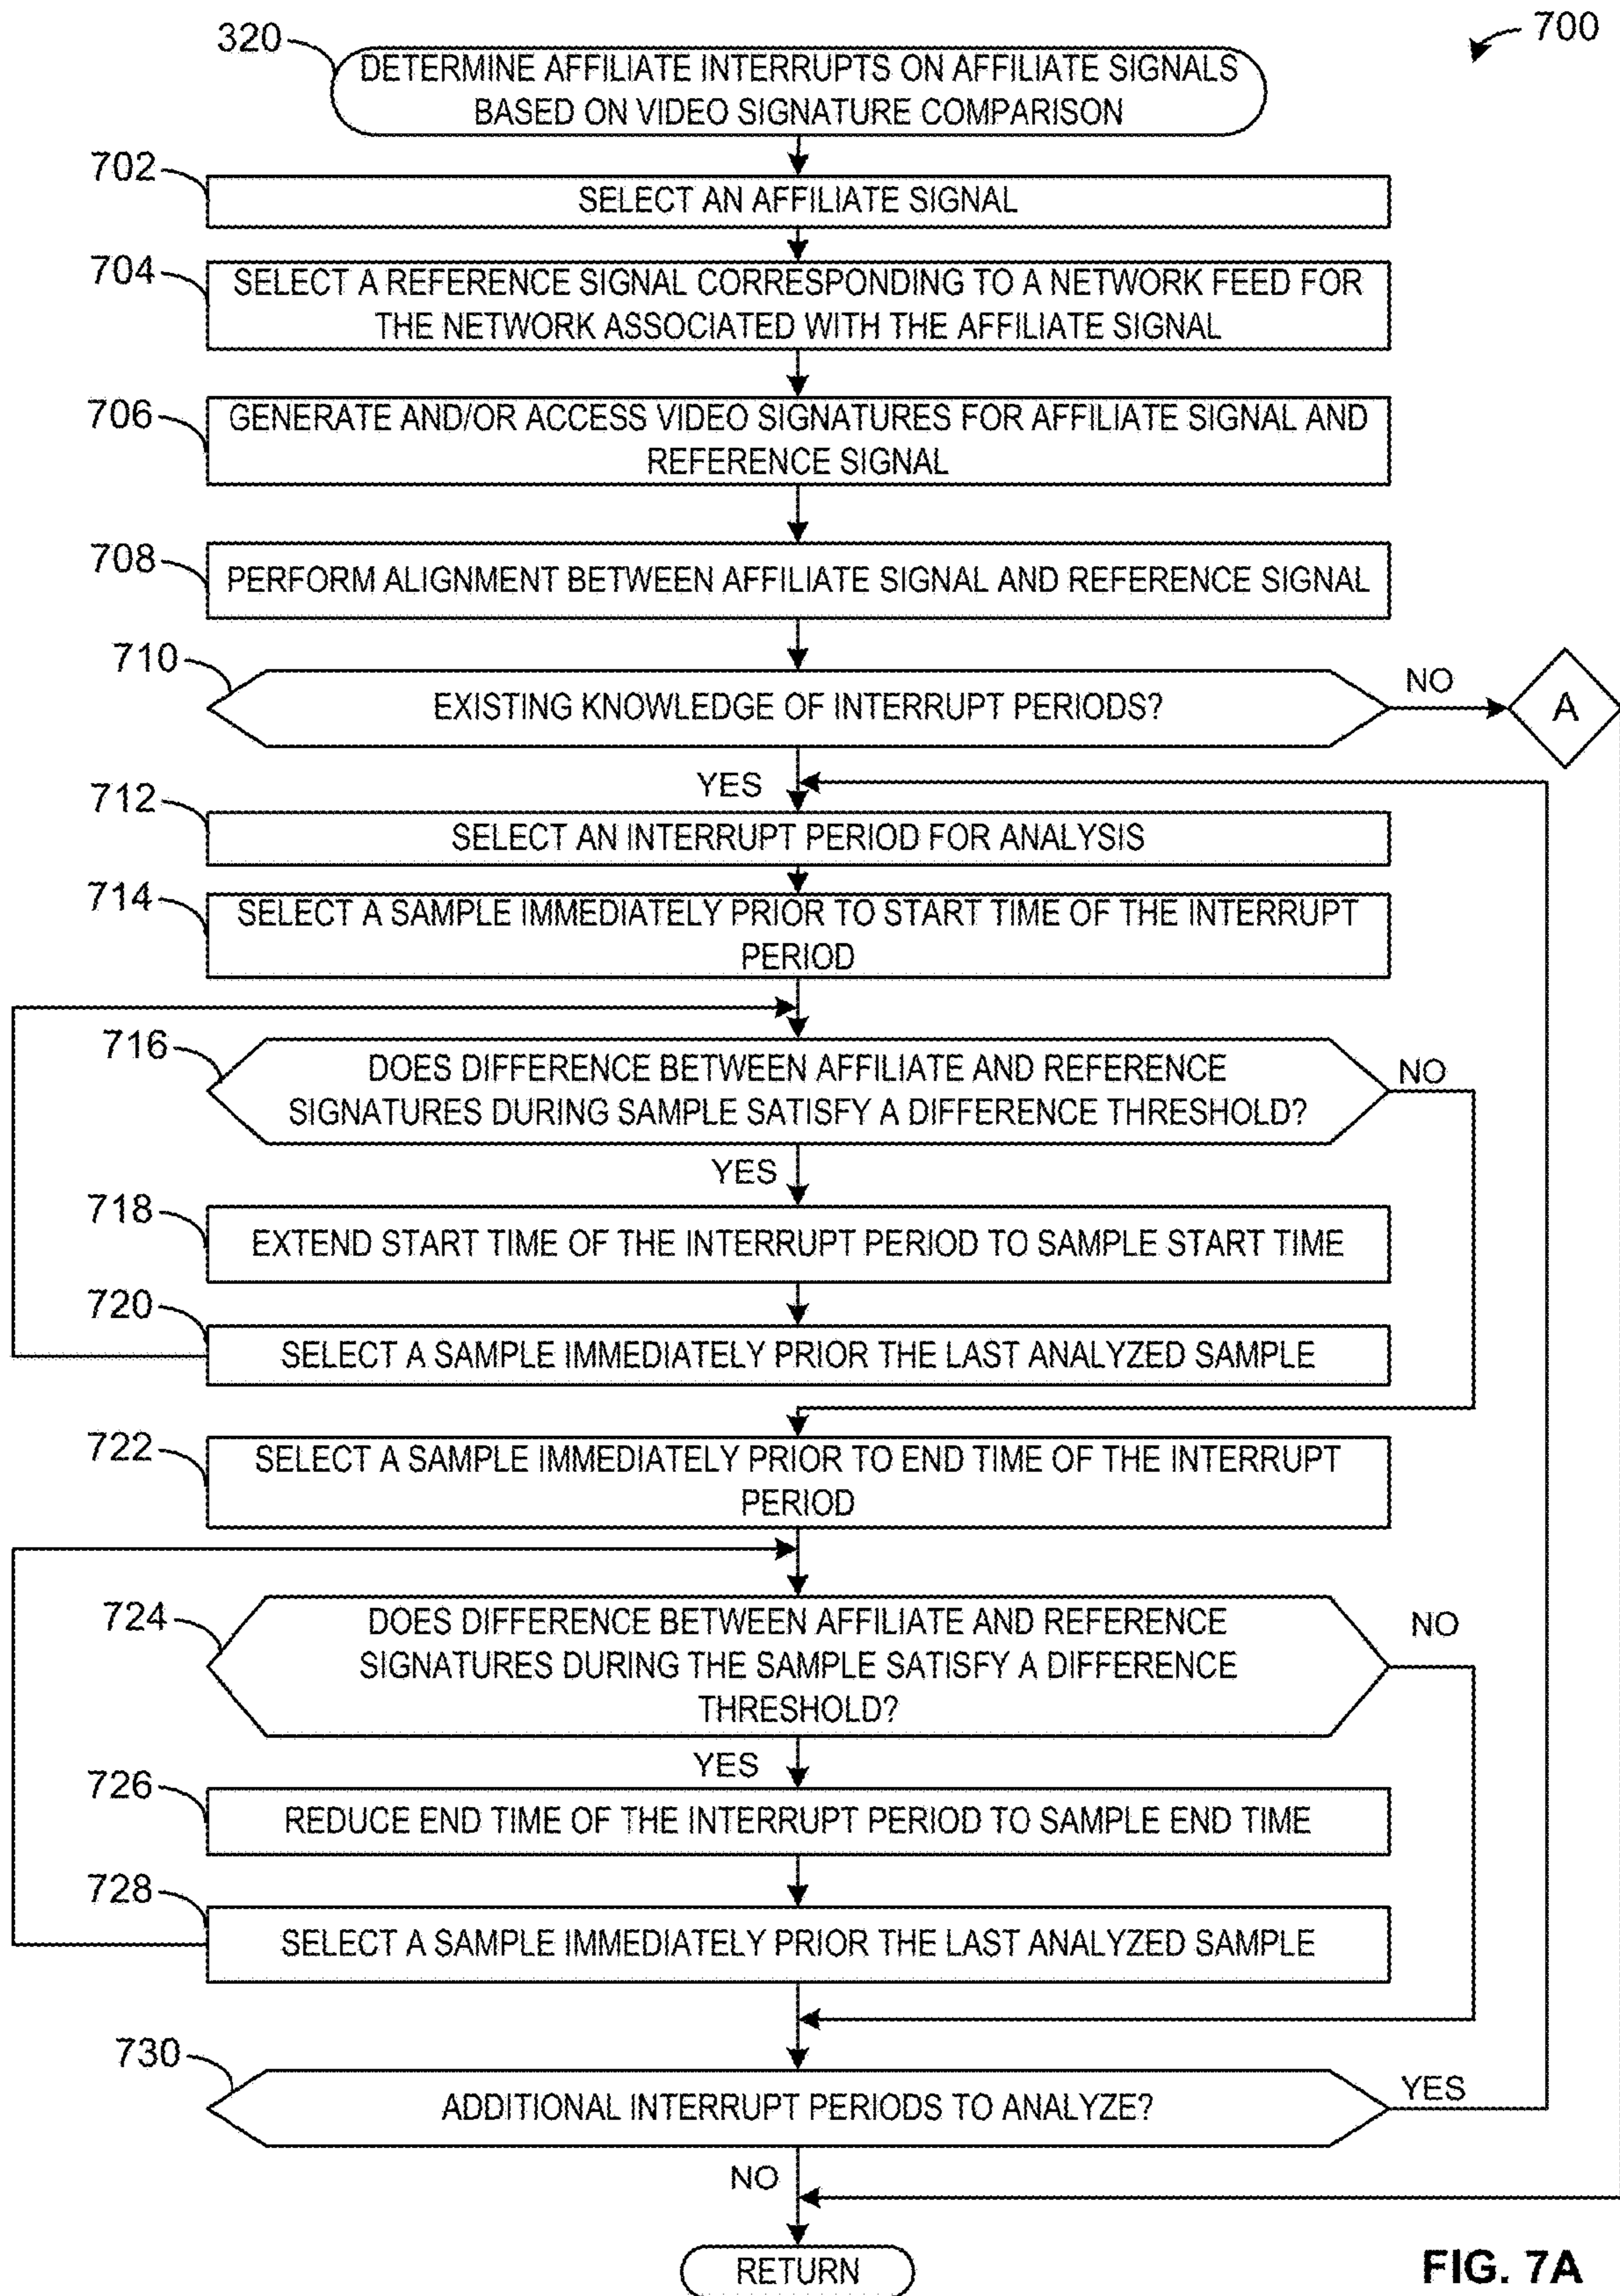 700
320
DETERMINE AFFILIATE INTERRUPTS ON AFFILIATE SIGNALS
BASED ON VIDEO SIGNATURE COMPARISON
702
SELECT AN AFFILIATE SIGNAL
704
SELECT A REFERENCE SIGNAL CORRESPONDING TO A NETWORK FEED FOR
THE NETWORK ASSOCIATED WITH THE AFFILIATE SIGNAL
706
GENERATE AND/OR ACCESS VIDEO SIGNATURES FOR AFFILIATE SIGNAL AND
REFERENCE SIGNAL
708
PERFORM ALIGNMENT BETWEEN AFFILIATE SIGNAL AND REFERENCE SIGNAL
710
EXISTING KNOWLEDGE OF INTERRUPT PERIODS?
NO
A
YES
712
SELECT AN INTERRUPT PERIOD FOR ANALYSIS
714
SELECT A SAMPLE IMMEDIATELY PRIOR TO START TIME OF THE INTERRUPT
PERIOD
716
DOES DIFFERENCE BETWEEN AFFILIATE AND REFERENCE
SIGNATURES DURING SAMPLE SATISFY A DIFFERENCE THRESHOLD?
NO
YES
718
EXTEND START TIME OF THE INTERRUPT PERIOD TO SAMPLE START TIME
720
SELECT A SAMPLE IMMEDIATELY PRIOR THE LAST ANALYZED SAMPLE
722
SELECT A SAMPLE IMMEDIATELY PRIOR TO END TIME OF THE INTERRUPT
PERIOD
724
DOES DIFFERENCE BETWEEN AFFILIATE AND REFERENCE
SIGNATURES DURING THE SAMPLE SATISFY A DIFFERENCE
THRESHOLD?
NO
YES
726
REDUCE END TIME OF THE INTERRUPT PERIOD TO SAMPLE END TIME
728
SELECT A SAMPLE IMMEDIATELY PRIOR THE LAST ANALYZED SAMPLE
730
ADDITIONAL INTERRUPT PERIODS TO ANALYZE?
YES
NO
RETURN
FIG. 7A